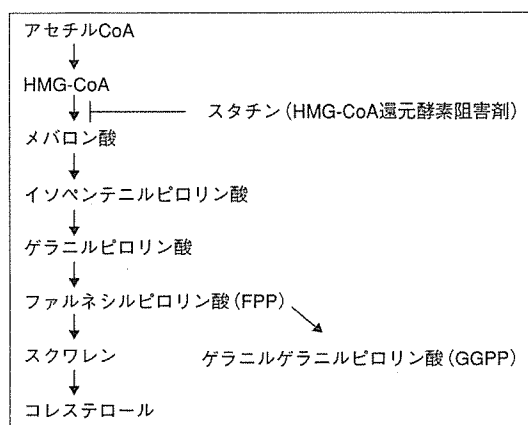 アセチルCoA
HMG-CoA
スタチン(HMG-CoA還元酵素阻害剤)
メバロン酸
イソペンテニルピロリン酸
ゲラニルピロリン酸
ファルネシルピロリン酸(FPP)
スクワレン ゲラニルゲラニルピロリン酸(GGPP)
コレステロール